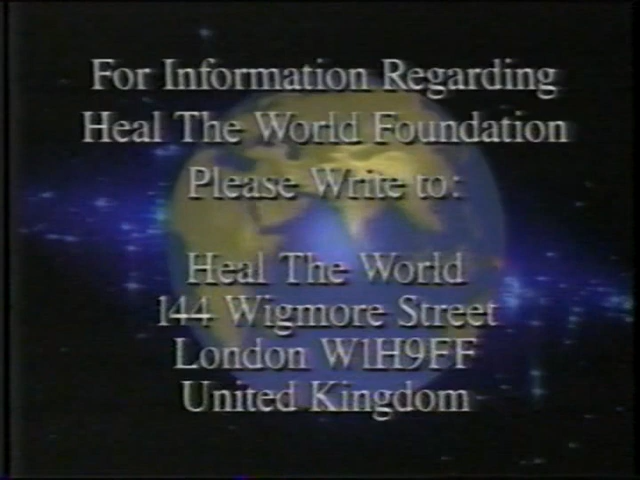 For Information Regarding
Heal The World Foundation
Please Write to:
Heal The World
144 Wigmore Street
London W1H9FF
United Kingdom